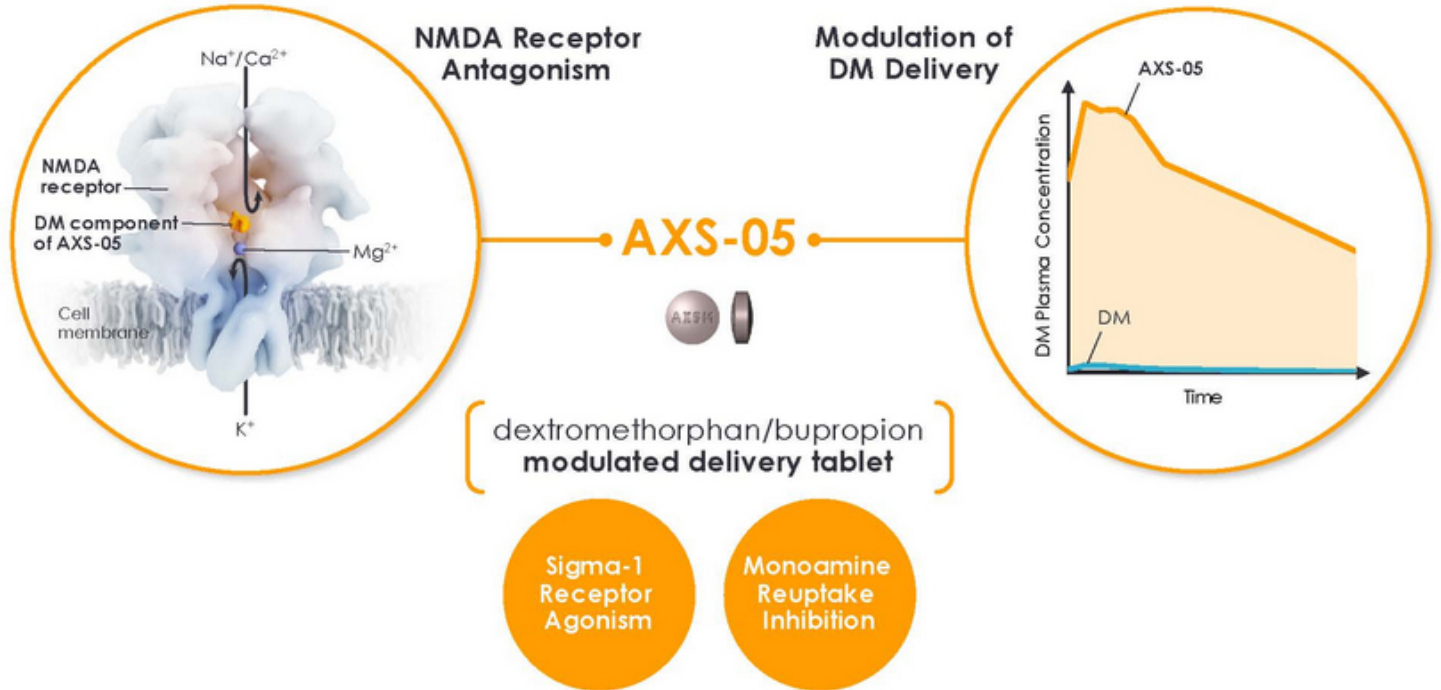 NMDA Receptor
Antagonism
Na⁺/Ca²⁺
NMDA
receptor
DM component
of AXS-05
Mg²⁺
Cell
membrane
K⁺
Modulation of
DM Delivery
AXS-05
DM Plasma Concentration
DM
Time
AXS-05
dextromethorphan/bupropion
modulated delivery tablet
Sigma-1
Receptor
Agonism
Monoamine
Reuptake
Inhibition